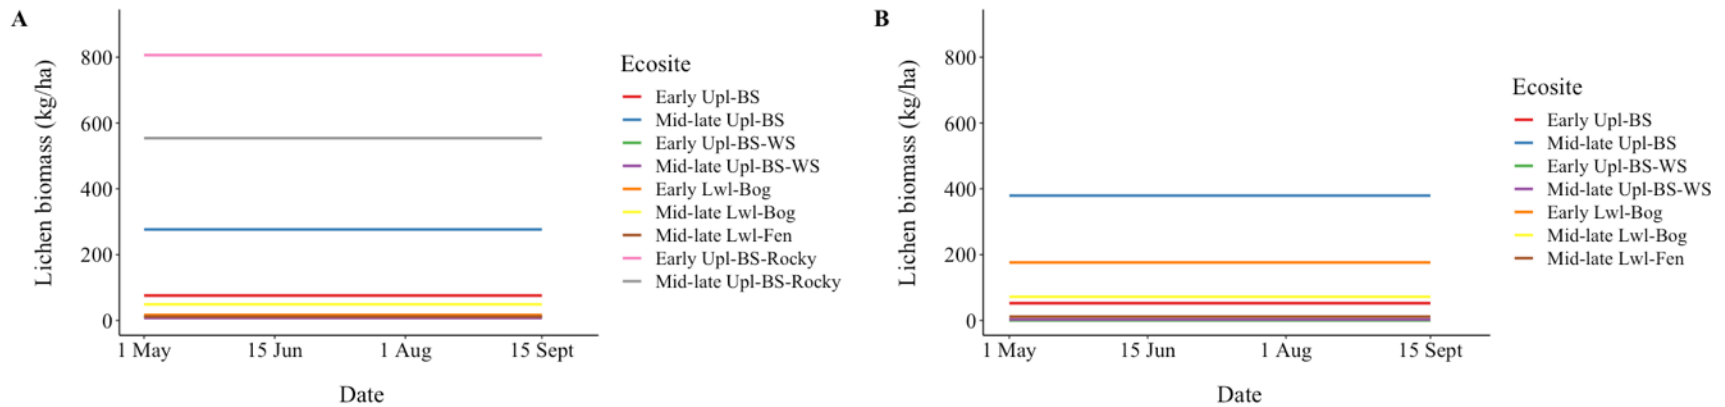 A
Lichen biomass (kg/ha)
800
600
400
200
0
1 May
15 Jun
1 Aug
15 Sept
Date
Ecosite
Early Upl-BS
Mid-late Upl-BS
Early Upl-BS-WS
Mid-late Upl-BS-WS
Early Lwl-Bog
Mid-late Lwl-Bog
Mid-late Lwl-Fen
Early Upl-BS-Rocky
Mid-late Upl-BS-Rocky
B
Lichen biomass (kg/ha)
800
600
400
200
0
1 May
15 Jun
1 Aug
15 Sept
Date
Ecosite
Early Upl-BS
Mid-late Upl-BS
Early Upl-BS-WS
Mid-late Upl-BS-WS
Early Lwl-Bog
Mid-late Lwl-Bog
Mid-late Lwl-Fen